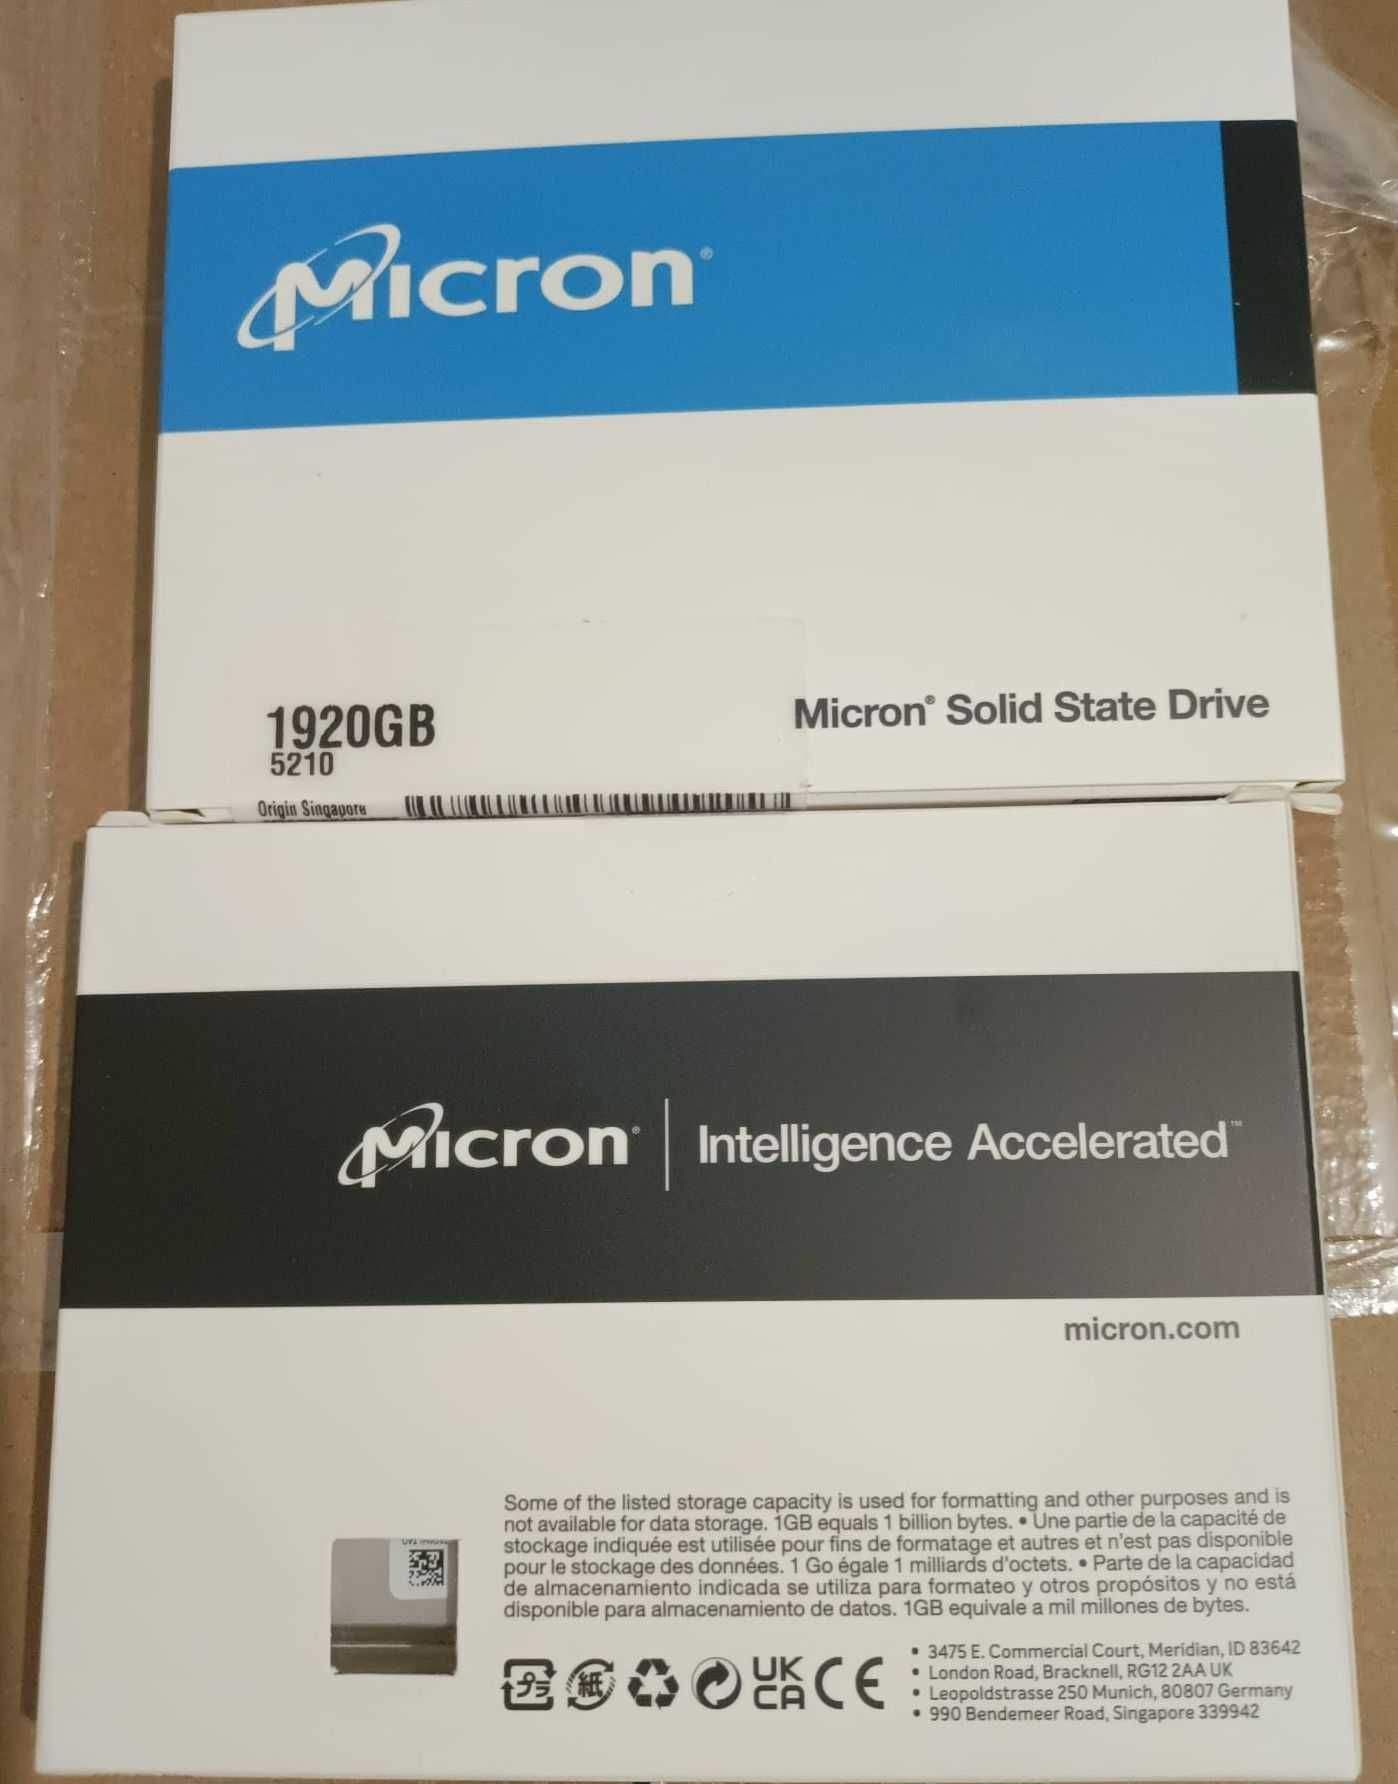 Micron®
1920GB
5210
Micron® Solid State Drive
Origin Singapore
Micron® | Intelligence Accelerated™
micron.com
Some of the listed storage capacity is used for formatting and other purposes and is
not available for data storage. 1GB equals 1 billion bytes. • Une partie de la capacité de
stockage indiquée est utilisée pour fins de formatage et autres et n'est pas disponible
pour le stockage des données. 1 Go égale 1 milliards d'octets. • Parte de la capacidad
de almacenamiento indicada se utiliza para formateo y otros propósitos y no está
disponible para almacenamiento de datos. 1GB equivale a mil millones de bytes.
プラ 紙 UK CA CE
• 3475 E. Commercial Court, Meridian, ID 83642
• London Road, Bracknell, RG12 2AA UK
• Leopoldstrasse 250 Munich, 80807 Germany
• 990 Bendemeer Road, Singapore 339942